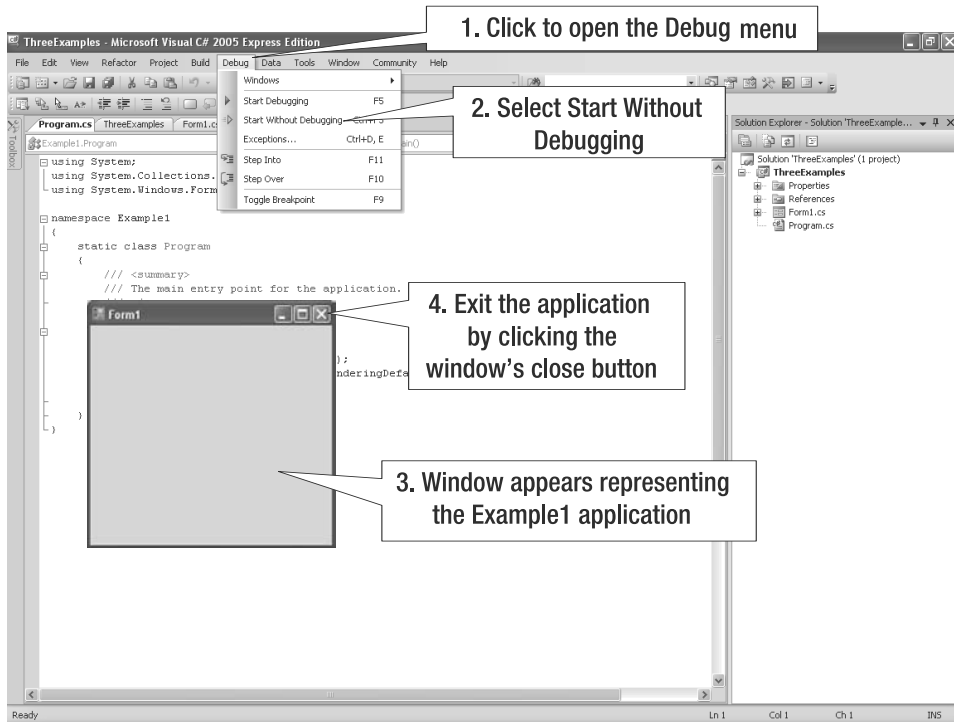 1. Click to open the Debug menu
ThreeExamples - Microsoft Visual C# 2005 Express Edition
File Edit View Refactor Project Build Debug Data Tools Window Community Help
Windows
Start Debugging F5
Start Without Debugging
Exceptions... Ctrl+D, E
Step Into F11
Step Over F10
Toggle Breakpoint F9
2. Select Start Without
Debugging
Toolbox
Program.cs ThreeExamples Form1.c
Example1.Program
ain()
using System;
using System.Collections.
using System.Windows.Form
namespace Example1
{
static class Program
{
/// <summary>
/// The main entry point for the application.
Form1
);
nderingDefa
}
}
4. Exit the application
by clicking the
window's close button
3. Window appears representing
the Example1 application
Solution Explorer - Solution 'ThreeExample...
Solution 'ThreeExamples' (1 project)
ThreeExamples
Properties
References
Form1.cs
Program.cs
Ready Ln 1 Col 1 Ch 1 INS